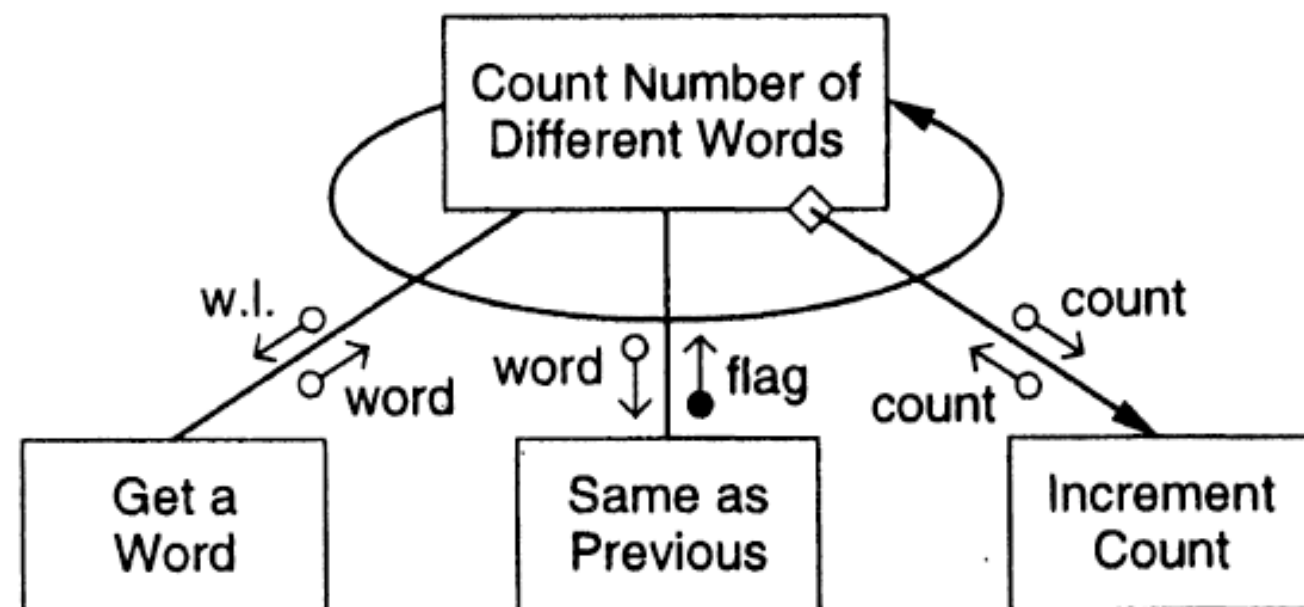 Count Number of
Different Words
w.l.
word
word
flag
count
count
Get a
Word
Same as
Previous
Increment
Count